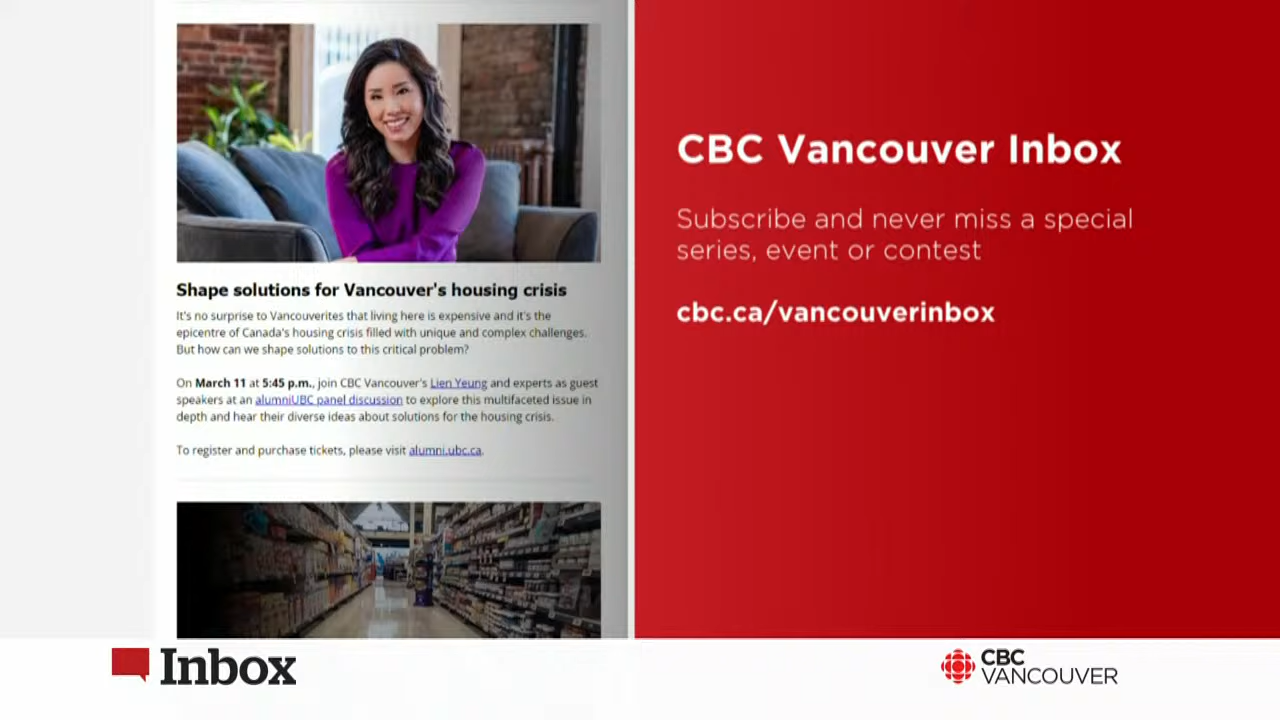 Shape solutions for Vancouver's housing crisis
It's no surprise to Vancouverites that living here is expensive and it's the
epicentre of Canada's housing crisis filled with unique and complex challenges.
But how can we shape solutions to this critical problem?
On March 11 at 5:45 p.m., join CBC Vancouver's Lien Yeung and experts as guest
speakers at an alumniUBC panel discussion to explore this multifaceted issue in
depth and hear their diverse ideas about solutions for the housing crisis.
To register and purchase tickets, please visit alumni.ubc.ca.
CBC Vancouver Inbox
Subscribe and never miss a special
series, event or contest
cbc.ca/vancouverinbox
Inbox
CBC
VANCOUVER